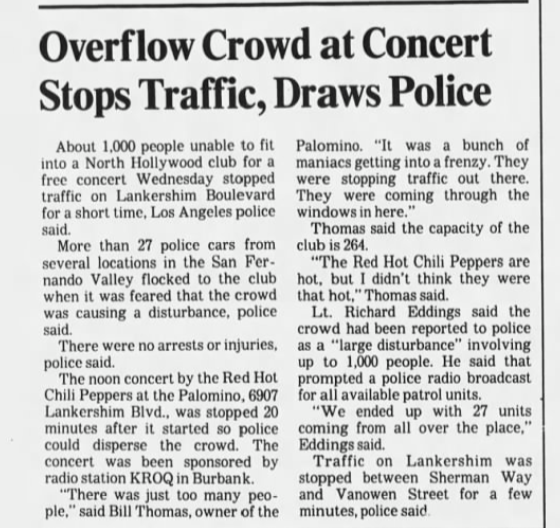 Overflow Crowd at Concert
Stops Traffic, Draws Police
About 1,000 people unable to fit
into a North Hollywood club for a
free concert Wednesday stopped
traffic on Lankershim Boulevard
for a short time, Los Angeles police
said.
More than 27 police cars from
several locations in the San Fer-
nando Valley flocked to the club
when it was feared that the crowd
was causing a disturbance, police
said.
There were no arrests or injuries,
police said.
The noon concert by the Red Hot
Chili Peppers at the Palomino, 6907
Lankershim Blvd., was stopped 20
minutes after it started so police
could disperse the crowd. The
concert was been sponsored by
radio station KROQ in Burbank.
"There was just too many peo-
ple," said Bill Thomas, owner of the
Palomino. "It was a bunch of
maniacs getting into a frenzy. They
were stopping traffic out there.
They were coming through the
windows in here."
Thomas said the capacity of the
club is 264.
"The Red Hot Chili Peppers are
hot, but I didn't think they were
that hot," Thomas said.
Lt. Richard Eddings said the
crowd had been reported to police
as a "large disturbance" involving
up to 1,000 people. He said that
prompted a police radio broadcast
for all available patrol units.
"We ended up with 27 units
coming from all over the place,"
Eddings said.
Traffic on Lankershim was
stopped between Sherman Way
and Vanowen Street for a few
minutes, police said.